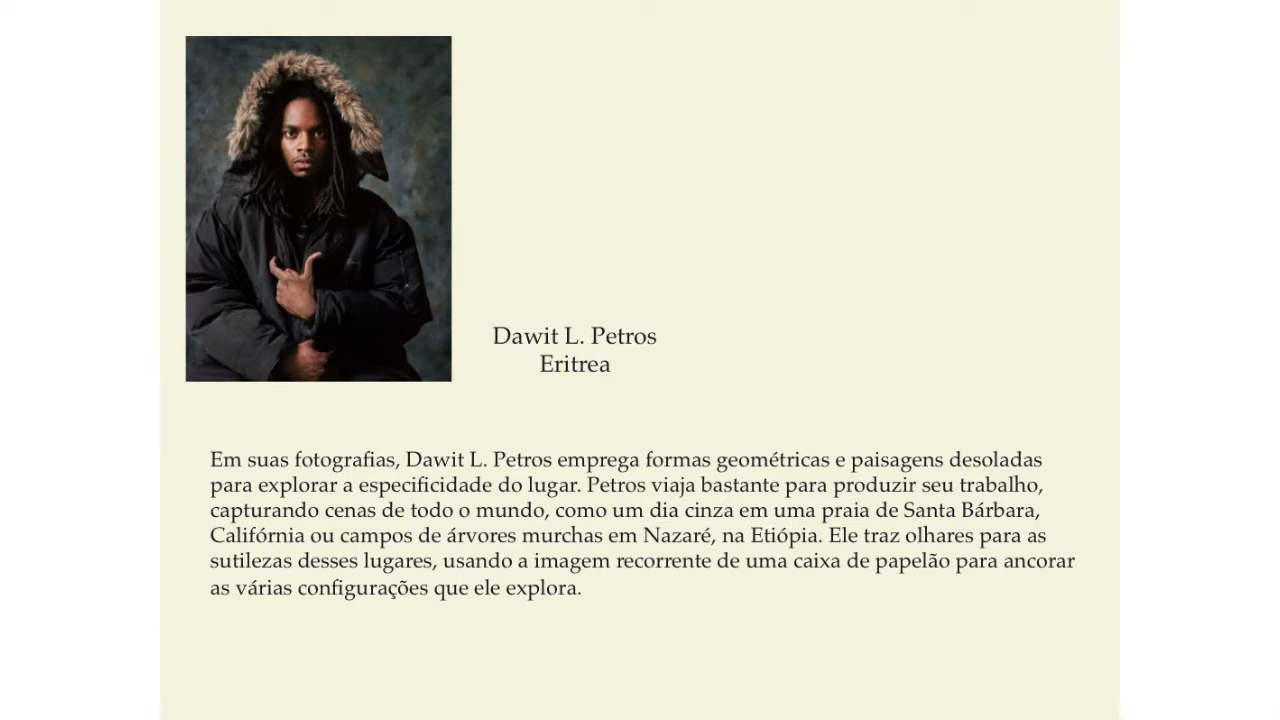 Dawit L. Petros
Eritrea
Em suas fotografias, Dawit L. Petros emprega formas geométricas e paisagens desoladas
para explorar a especificidade do lugar. Petros viaja bastante para produzir seu trabalho,
capturando cenas de todo o mundo, como um dia cinza em uma praia de Santa Bárbara,
Califórnia ou campos de árvores murchas em Nazaré, na Etiópia. Ele traz olhares para as
sutilezas desses lugares, usando a imagem recorrente de uma caixa de papelão para ancorar
as várias configurações que ele explora.